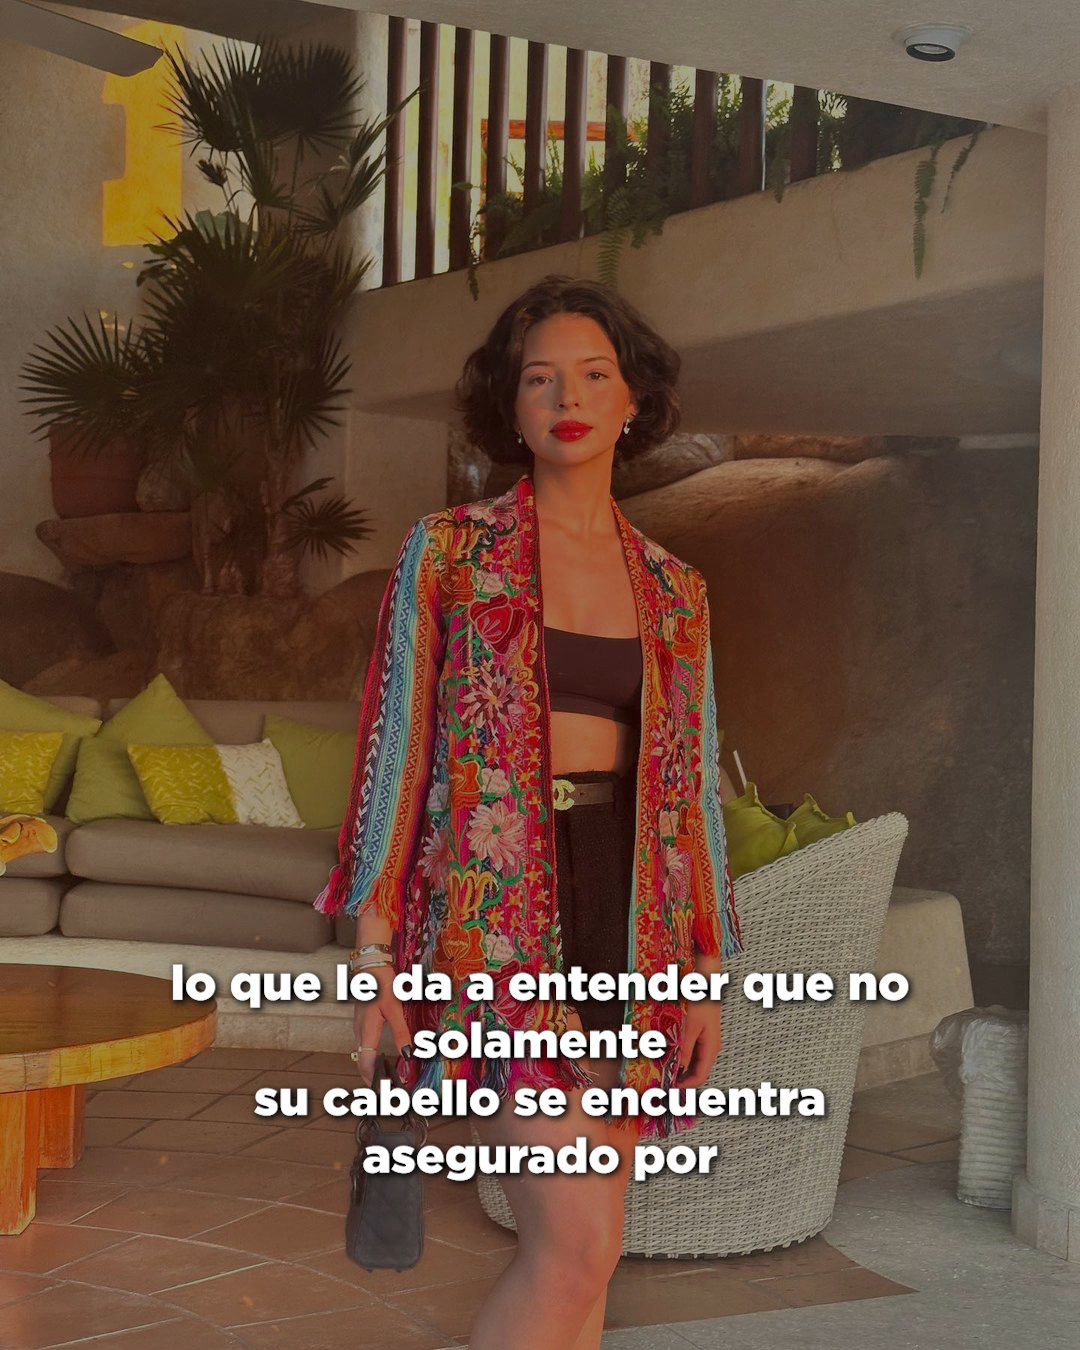 lo que le da a entender que no
solamente
su cabello se encuentra
asegurado por